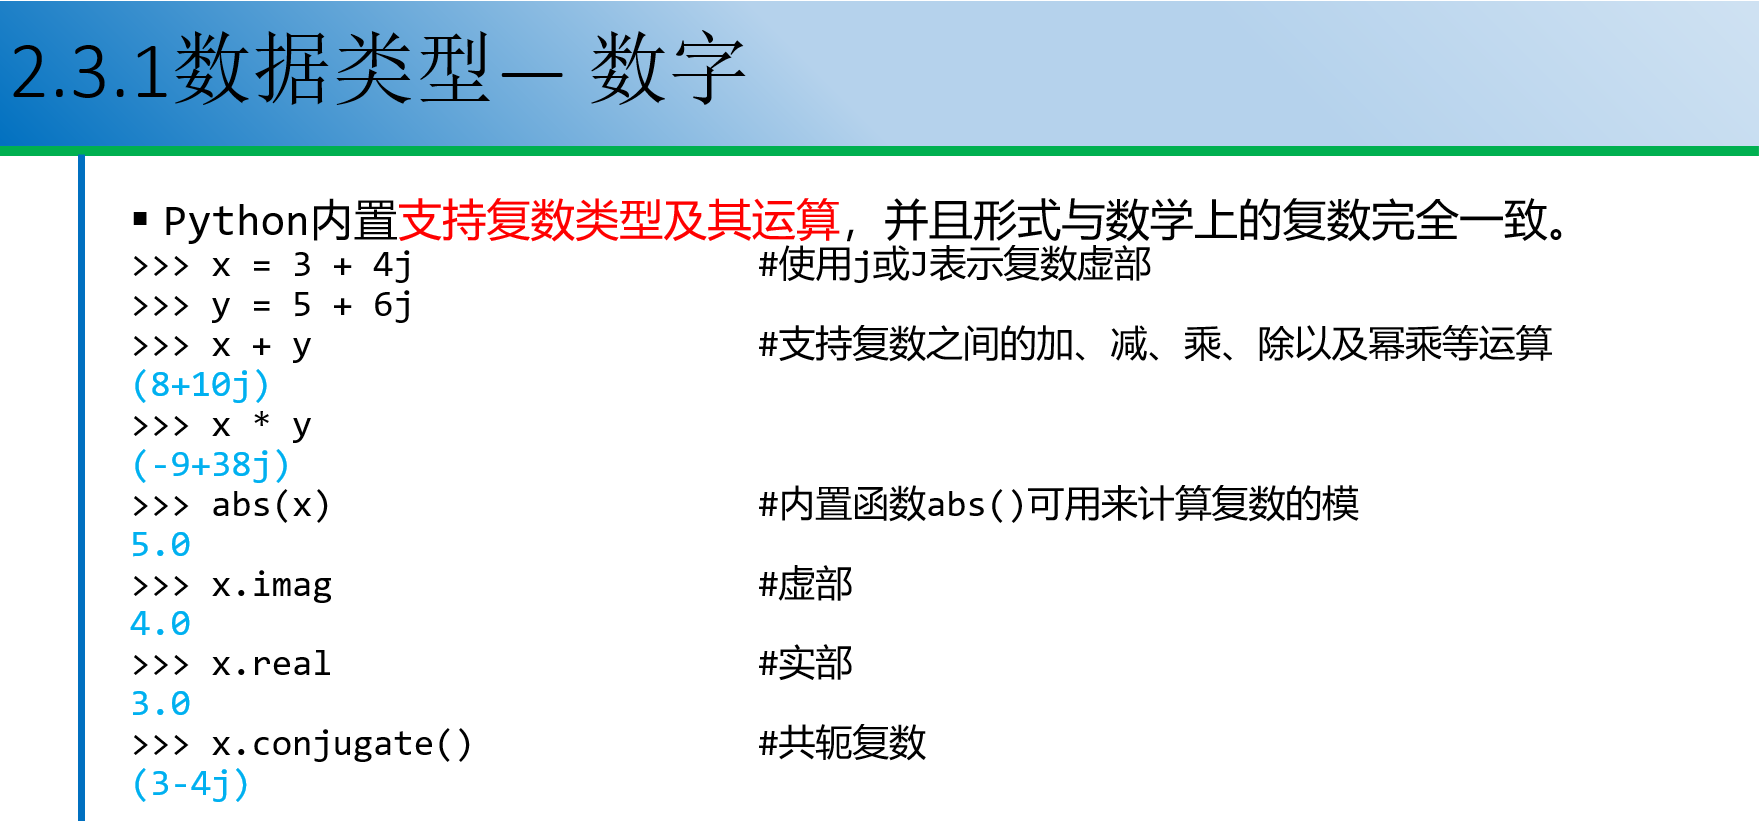 2.3.1数据类型— 数字
▪ Python内置支持复数类型及其运算，并且形式与数学上的复数完全一致。
>>> x = 3 + 4j #使用j或J表示复数虚部
>>> y = 5 + 6j
>>> x + y #支持复数之间的加、减、乘、除以及幂乘等运算
(8+10j)
>>> x * y
(-9+38j)
>>> abs(x) #内置函数abs()可用来计算复数的模
5.0
>>> x.imag #虚部
4.0
>>> x.real #实部
3.0
>>> x.conjugate() #共轭复数
(3-4j)